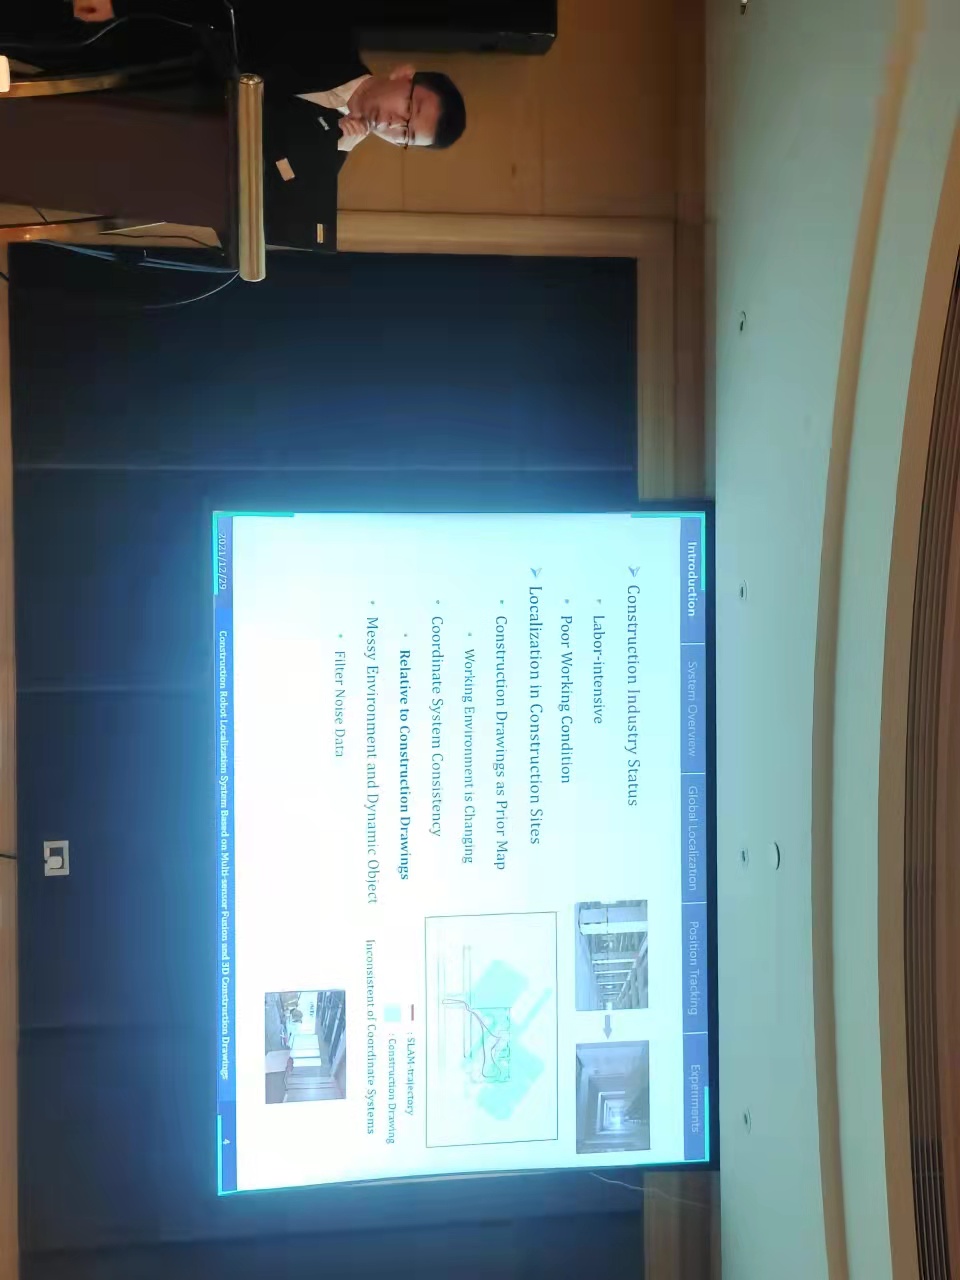 Introduction
System Overview
Global Localization
Position Tracking
Experiments
Construction Industry Status
Labor-intensive
Poor Working Condition
Localization in Construction Sites
Construction Drawings as Prior Map
Working Environment is Changing
Coordinate System Consistency
Relative to Construction Drawings
Messy Environment and Dynamic Object
Filter Noise Data
: SLAM-trajectory
: Construction Drawing
Inconsistent of Coordinate Systems
2021/12/29
Construction Robot Localization System Based on Multi-sensor Fusion and 3D Construction Drawings
4